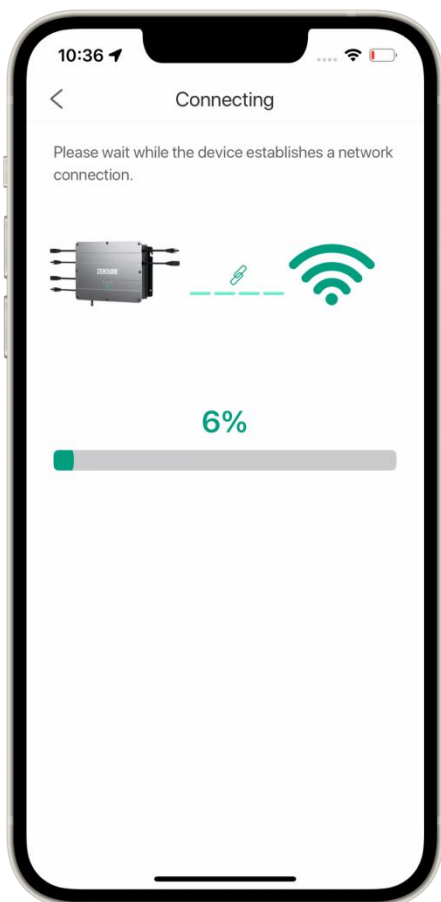 10:36
Connecting
Please wait while the device establishes a network
connection.
ZENDURE
6%